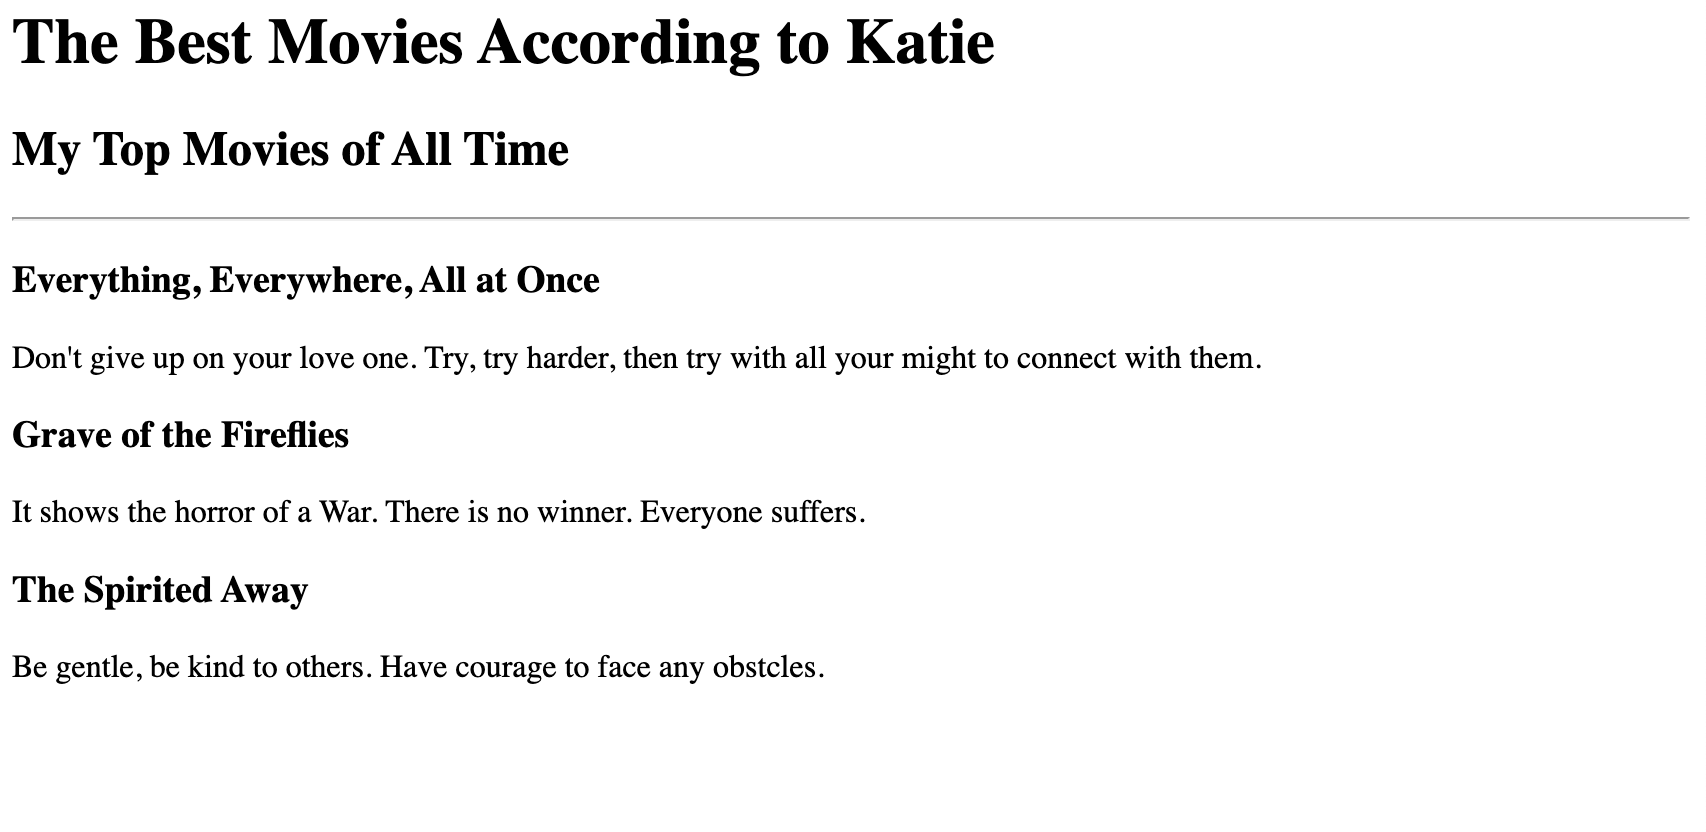 The Best Movies According to Katie
My Top Movies of All Time
Everything, Everywhere, All at Once
Don't give up on your love one. Try, try harder, then try with all your might to connect with them.
Grave of the Fireflies
It shows the horror of a War. There is no winner. Everyone suffers.
The Spirited Away
Be gentle, be kind to others. Have courage to face any obstcles.